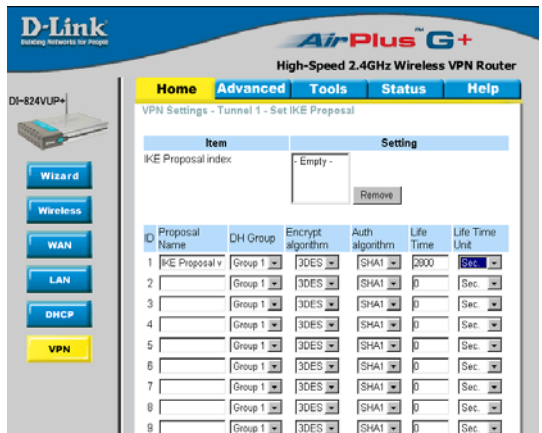 D-Link
Building Networks for People
AirPlus G+
TM
High-Speed 2.4GHz Wireless VPN Router
DI-824VUP+
Home Advanced Tools Status Help
VPN Settings - Tunnel 1 - Set IKE Proposal
Item Setting
IKE Proposal index
- Empty -
Remove
Wizard
Wireless
WAN
LAN
DHCP
VPN
ID Proposal Name DH Group Encrypt algorithm Auth algorithm Life Time Life Time Unit
1 IKE Proposal v Group 1 3DES SHA1 2800 Sec.
2 Group 1 3DES SHA1 0 Sec.
3 Group 1 3DES SHA1 0 Sec.
4 Group 1 3DES SHA1 0 Sec.
5 Group 1 3DES SHA1 0 Sec.
6 Group 1 3DES SHA1 0 Sec.
7 Group 1 3DES SHA1 0 Sec.
8 Group 1 3DES SHA1 0 Sec.
9 Group 1 3DES SHA1 0 Sec.